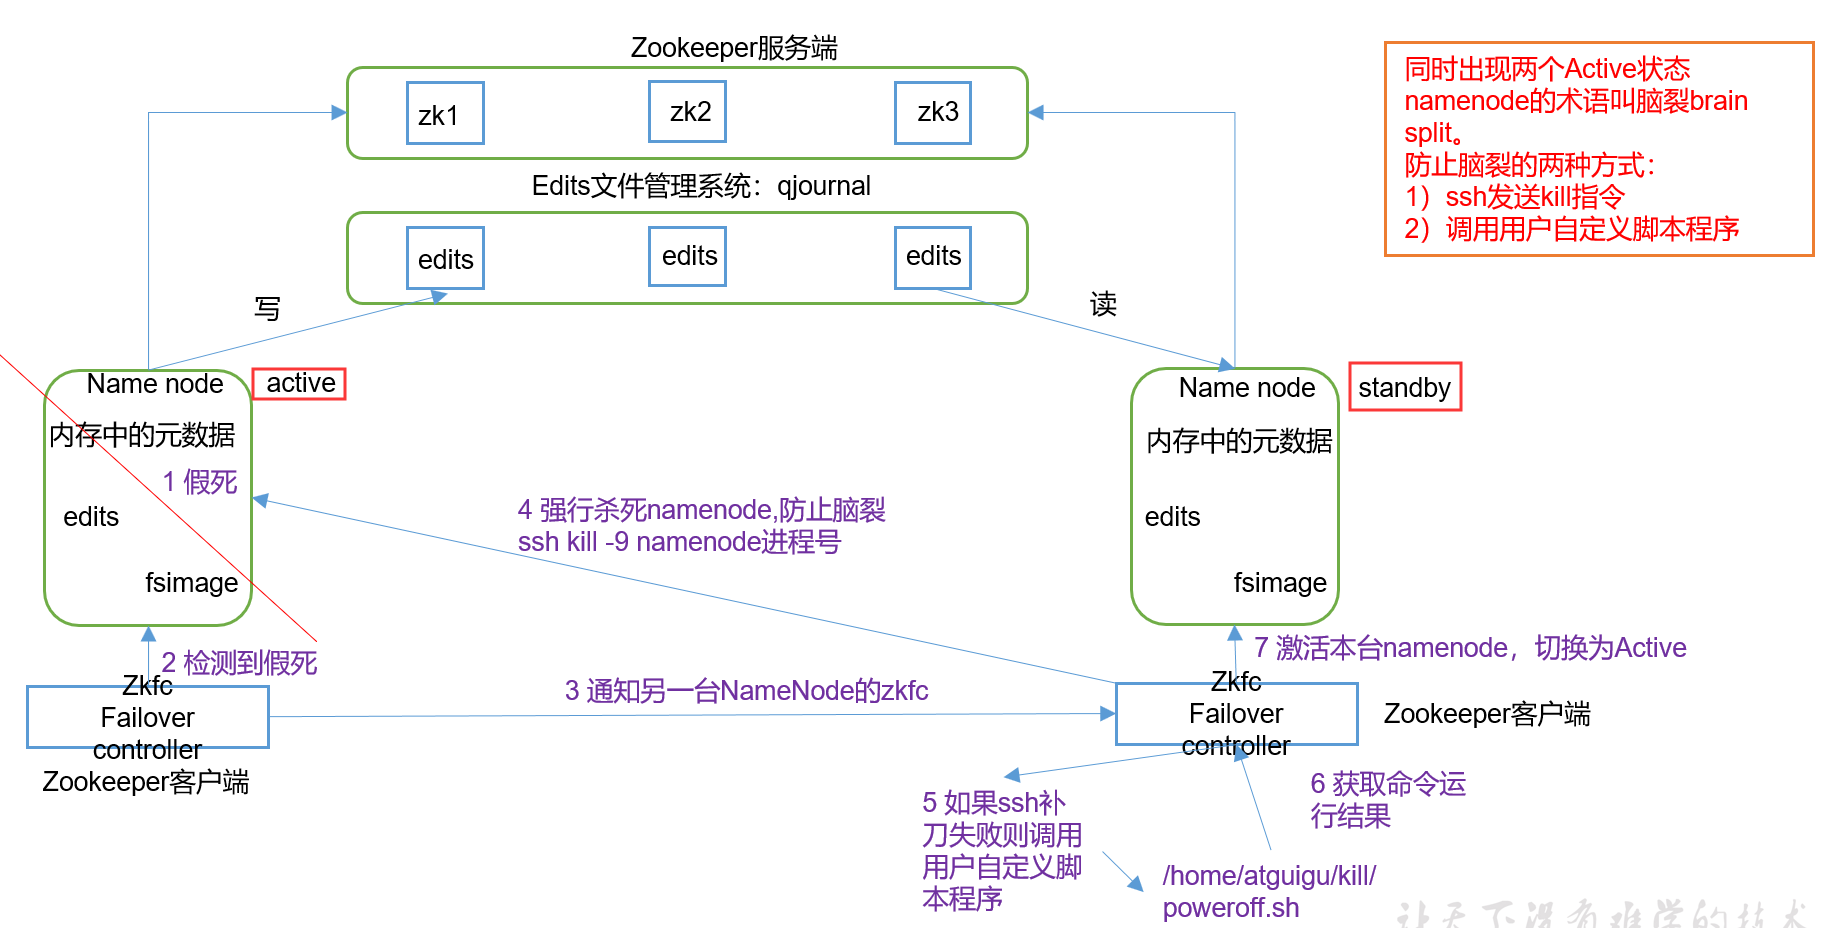 Zookeeper服务端
zk1
zk2
zk3
Edits文件管理系统：qjournal
edits
edits
edits
同时出现两个Active状态
namenode的术语叫脑裂brain
split。
防止脑裂的两种方式：
1）ssh发送kill指令
2）调用用户自定义脚本程序
写
读
Name node
active
内存中的元数据
1 假死
edits
fsimage
Name node
standby
内存中的元数据
edits
fsimage
4 强行杀死namenode,防止脑裂
ssh kill -9 namenode进程号
2 检测到假死
Zkfc
Failover
controller
Zookeeper客户端
3 通知另一台NameNode的zkfc
7 激活本台namenode，切换为Active
Zkfc
Failover
controller
Zookeeper客户端
5 如果ssh补
刀失败则调用
用户自定义脚
本程序
6 获取命令运
行结果
/home/atguigu/kill/
poweroff.sh
让天下没有难学的技术